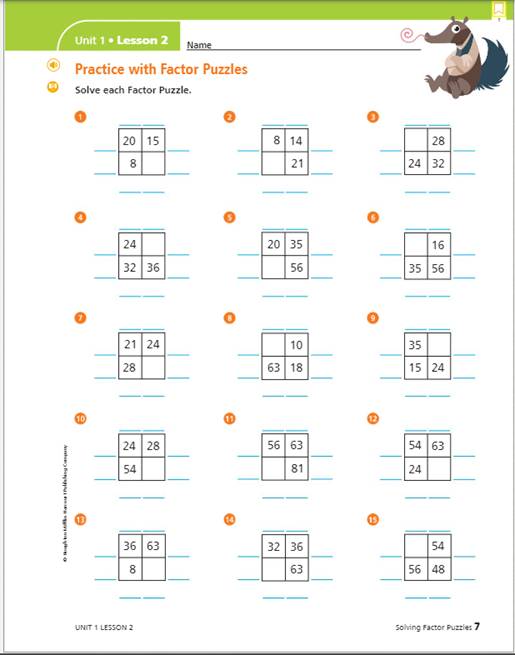 Unit 1 • Lesson 2
Name
Practice with Factor Puzzles
Solve each Factor Puzzle.
1 2 3
20 15 8 14 28
8 21 24 32
4 5 6
24 20 35 16
32 36 56 35 56
7 8 9
21 24 10 35
28 63 18 15 24
10 11 12
24 28 56 63 54 63
54 81 24
13 14 15
36 63 32 36 54
8 63 56 48
© Houghton Mifflin Harcourt Publishing Company
UNIT 1 LESSON 2
Solving Factor Puzzles 7